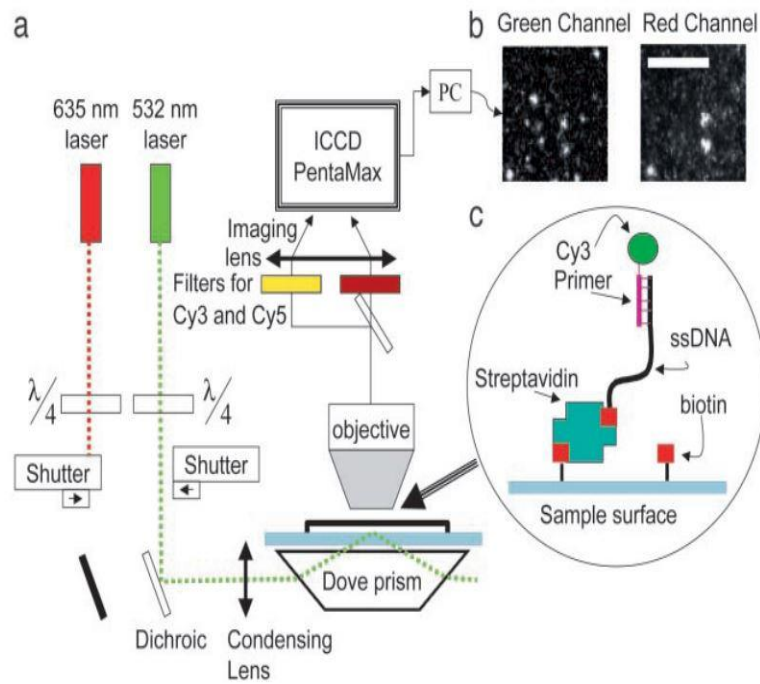 a
635 nm
laser
532 nm
laser
ICCD
PentaMax
PC
Imaging
lens
Filters for
Cy3 and Cy5
λ/4
λ/4
objective
Shutter
Shutter
Dove prism
Dichroic
Condensing
Lens
b
Green Channel
Red Channel
c
Cy3
Primer
ssDNA
Streptavidin
biotin
Sample surface